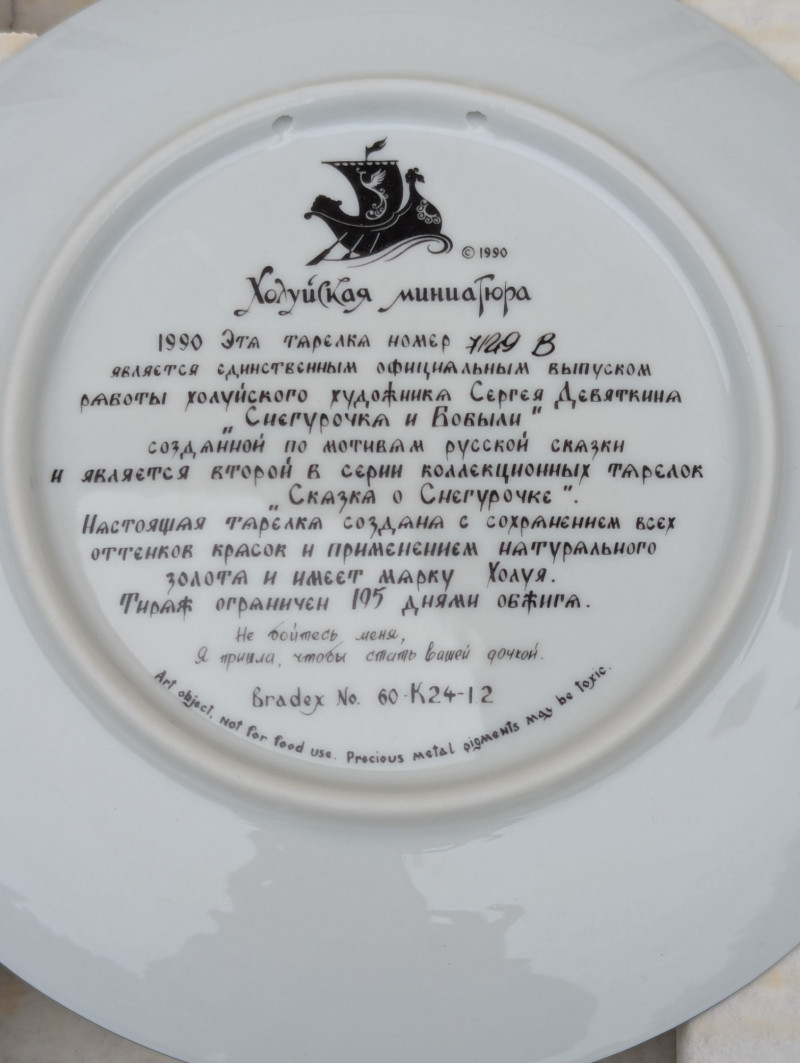 © 1990
Холуйская миниатюра
1990 Эта тарелка номер 7129 В
является единственным официальным выпуском
работы холуйского художника Сергея Девяткина
„Снегурочка и Бобыли"
созданной по мотивам русской сказки
и является второй в серии коллекционных тарелок
„Сказка о Снегурочке".
Настоящая тарелка создана с сохранением всех
оттенков красок и применением натурального
золота и имеет марку Холуя.
Тираж ограничен 195 днями обжига.
Не бойтесь меня,
Я пришла, чтобы стать вашей дочкой.
Bradex No. 60-K24-12
Art object, not for food use. Precious metal pigments may be toxic.